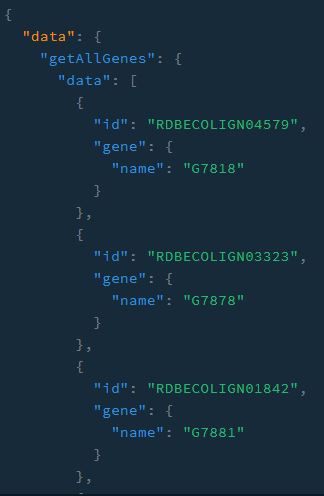 {
  "data": {
    "getAllGenes": {
      "data": [
        {
          "id": "RDBECOLIGN04579",
          "gene": {
            "name": "G7818"
          }
        },
        {
          "id": "RDBECOLIGN03323",
          "gene": {
            "name": "G7878"
          }
        },
        {
          "id": "RDBECOLIGN01842",
          "gene": {
            "name": "G7881"
          }
        },